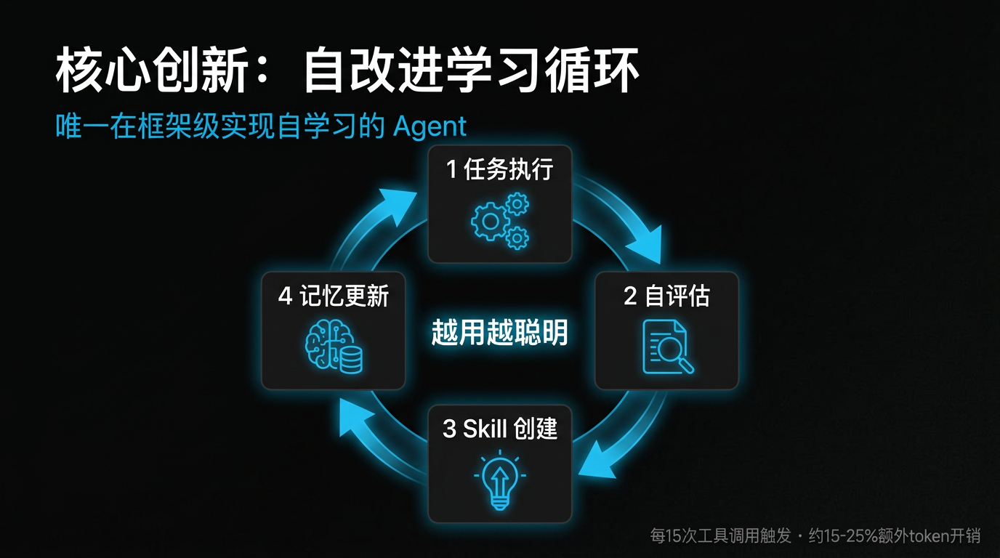 核心创新：自改进学习循环
唯一在框架级实现自学习的 Agent
1 任务执行
2 自评估
3 Skill 创建
4 记忆更新
越用越聪明
每15次工具调用触发·约15-25%额外token开销